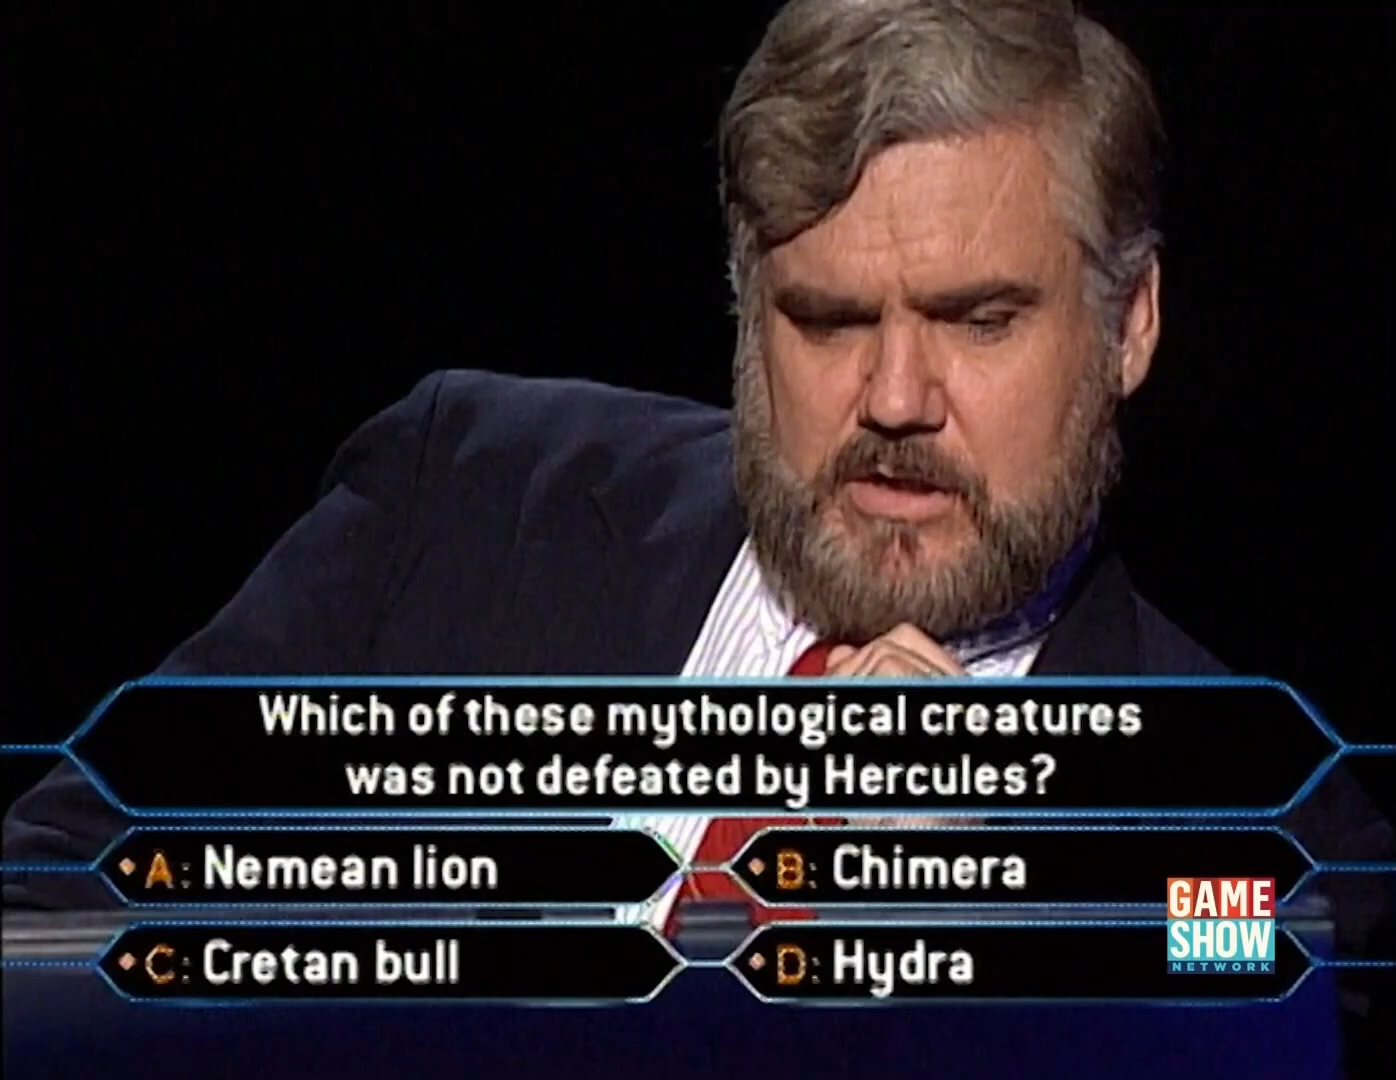 Which of these mythological creatures
was not defeated by Hercules?
A: Nemean lion
B: Chimera
C: Cretan bull
D: Hydra
GAME
SHOW
NETWORK